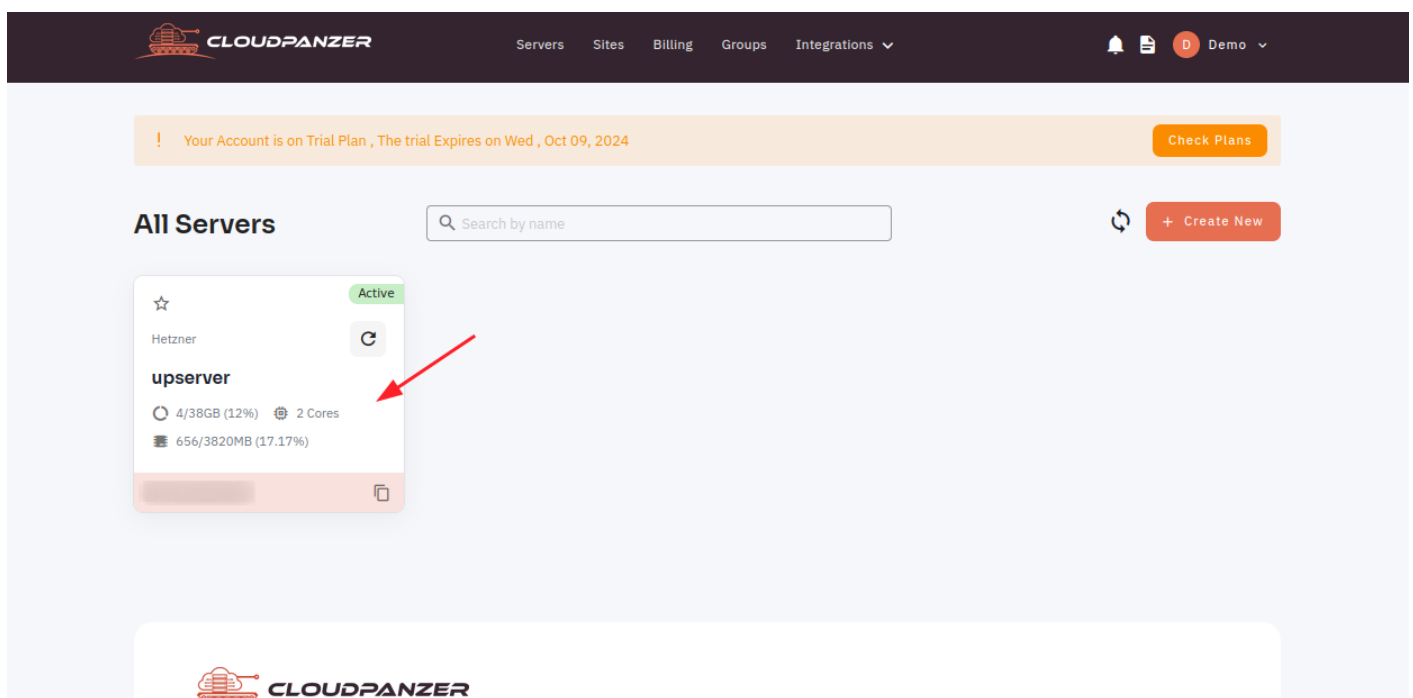 CLOUDPANZER Servers Sites Billing Groups Integrations D Demo
! Your Account is on Trial Plan , The trial Expires on Wed , Oct 09, 2024 Check Plans
All Servers Search by name + Create New
Active
Hetzner
upserver
4/38GB (12%) 2 Cores
656/3820MB (17.17%)
CLOUDPANZER